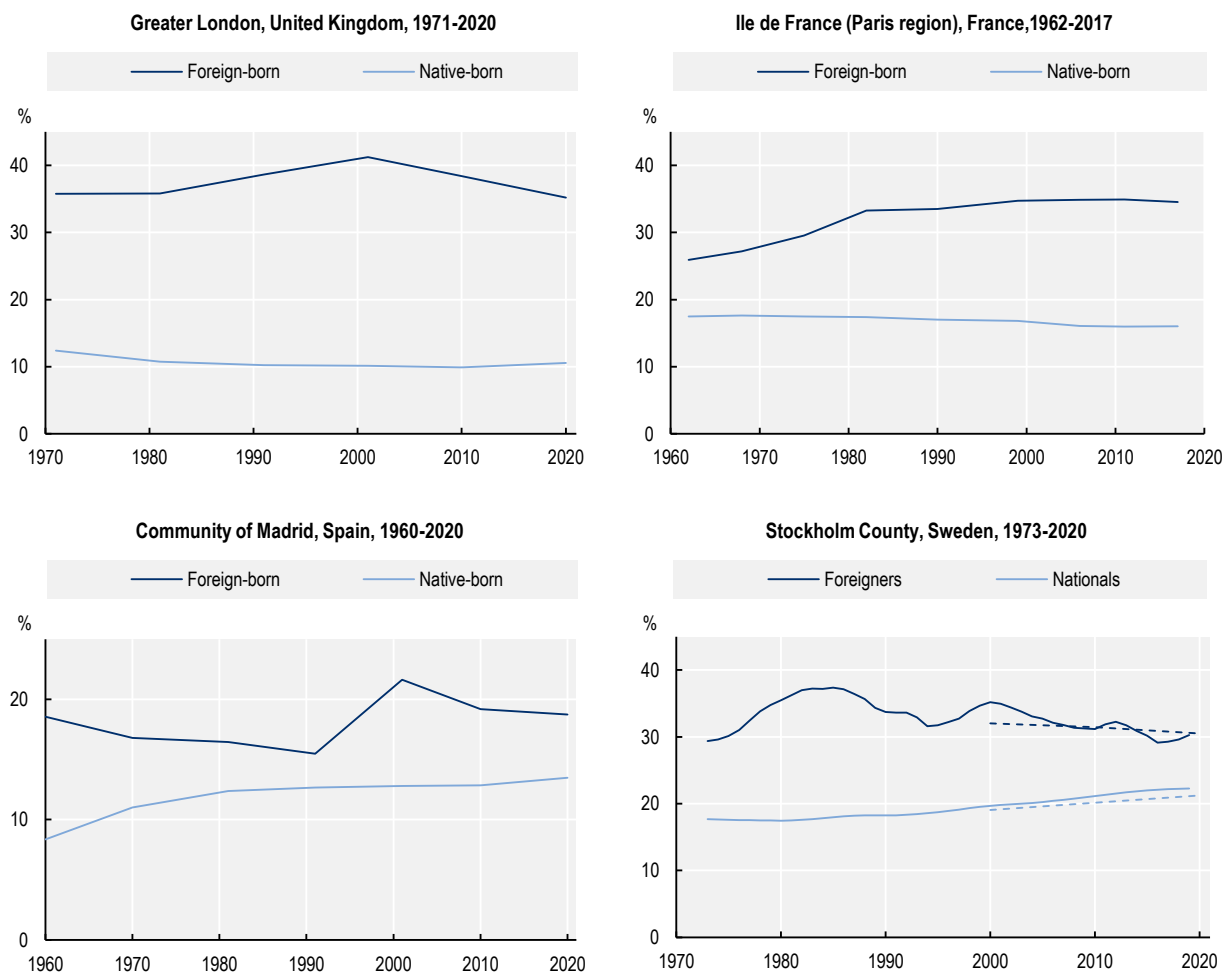 Greater London, United Kingdom, 1971-2020
Foreign-born Native-born
%
40
30
20
10
0
1970 1980 1990 2000 2010 2020
Ile de France (Paris region), France,1962-2017
Foreign-born Native-born
%
40
30
20
10
0
1960 1970 1980 1990 2000 2010 2020
Community of Madrid, Spain, 1960-2020
Foreign-born Native-born
%
20
10
0
1960 1970 1980 1990 2000 2010 2020
Stockholm County, Sweden, 1973-2020
Foreigners Nationals
%
40
30
20
10
0
1970 1980 1990 2000 2010 2020